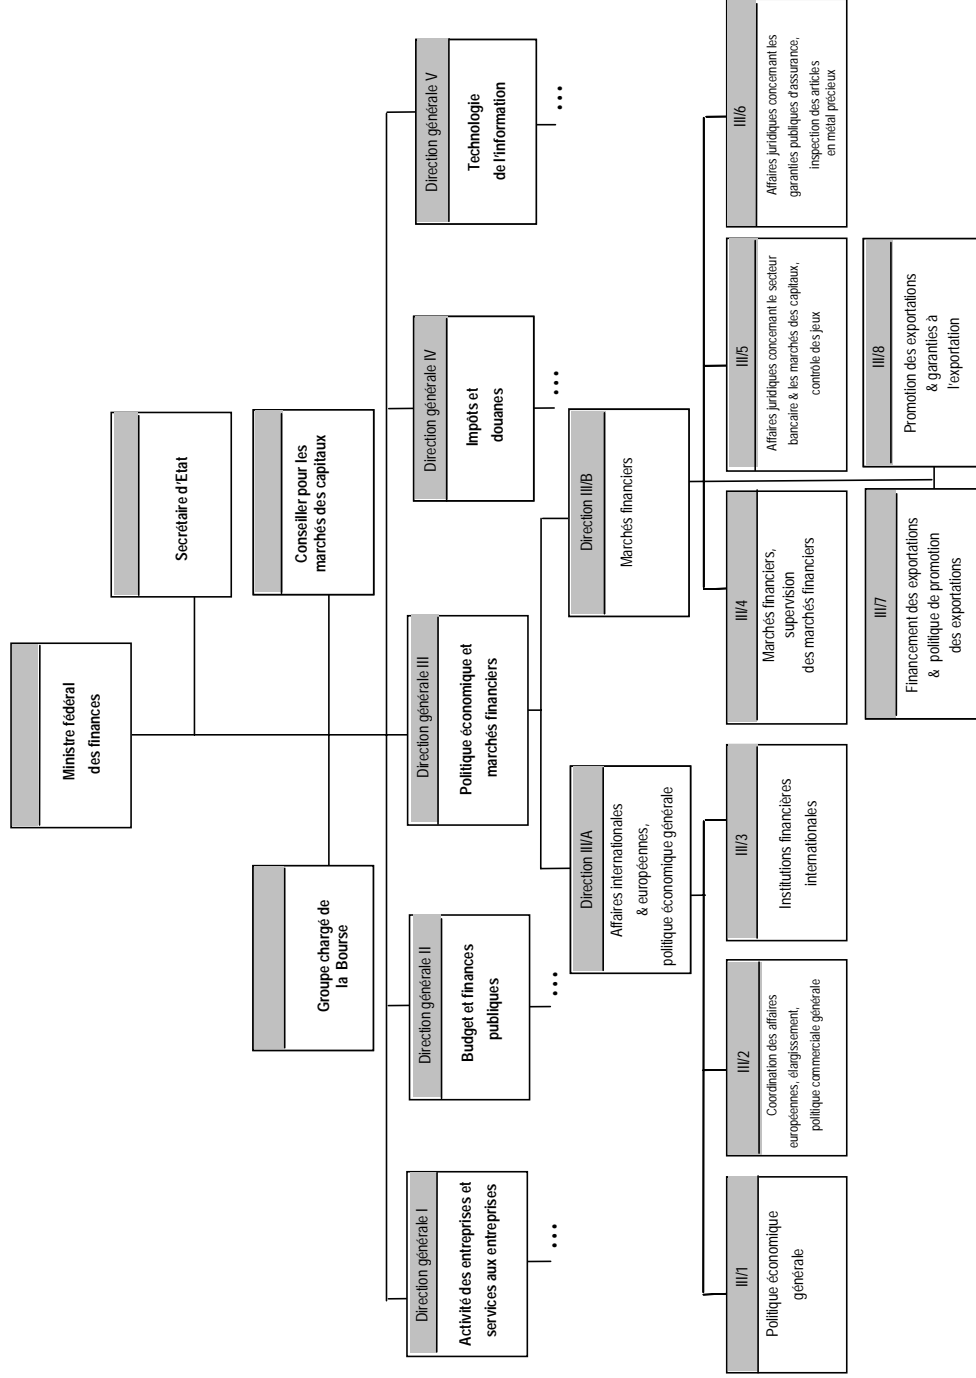 Ministre fédéral
des finances
Secrétaire d'Etat
Groupe chargé de
la Bourse
Conseiller pour les
marchés des capitaux
Direction générale I
Activité des entreprises et
services aux entreprises
...
Direction générale II
Budget et finances
publiques
...
Direction générale III
Politique économique et
marchés financiers
Direction générale IV
Impôts et
douanes
...
Direction générale V
Technologie
de l'information
...
Direction III/A
Affaires internationales
& européennes,
politique économique générale
Direction III/B
Marchés financiers
III/1
Politique économique
générale
III/2
Coordination des affaires
européennes, élargissement,
politique commerciale générale
III/3
Institutions financières
internationales
III/4
Marchés financiers,
supervision
des marchés financiers
III/5
Affaires juridiques concernant le secteur
bancaire & les marchés des capitaux,
contrôle des jeux
III/6
Affaires juridiques concernant les
garanties publiques d'assurance,
inspection des articles
en métal précieux
III/7
Financement des exportations
& politique de promotion
des exportations
III/8
Promotion des exportations
& garanties à
l'exportation